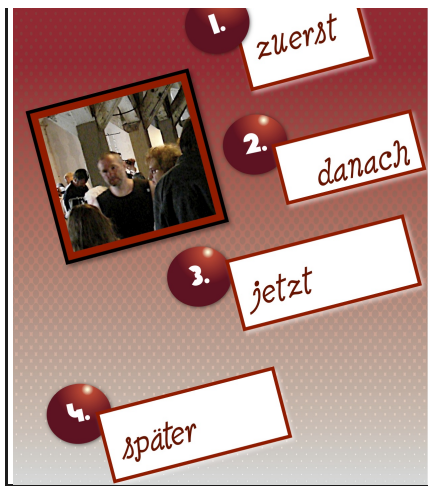 1.
zuerst
2.
danach
3.
jetzt
4.
später